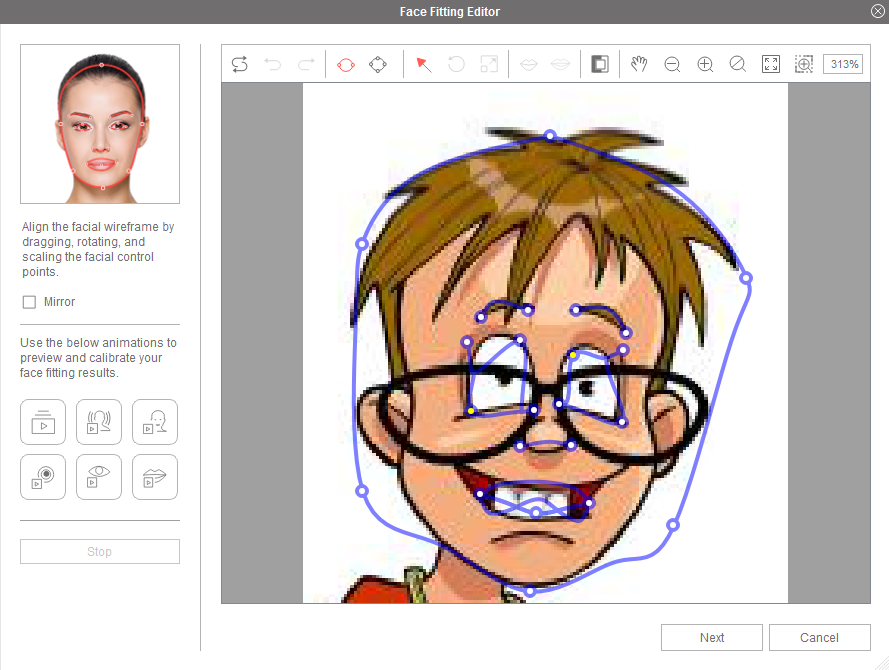 Face Fitting Editor
313%
Align the facial wireframe by
dragging, rotating, and
scaling the facial control
points.
Mirror
Use the below animations to
preview and calibrate your
face fitting results.
Stop
Next
Cancel